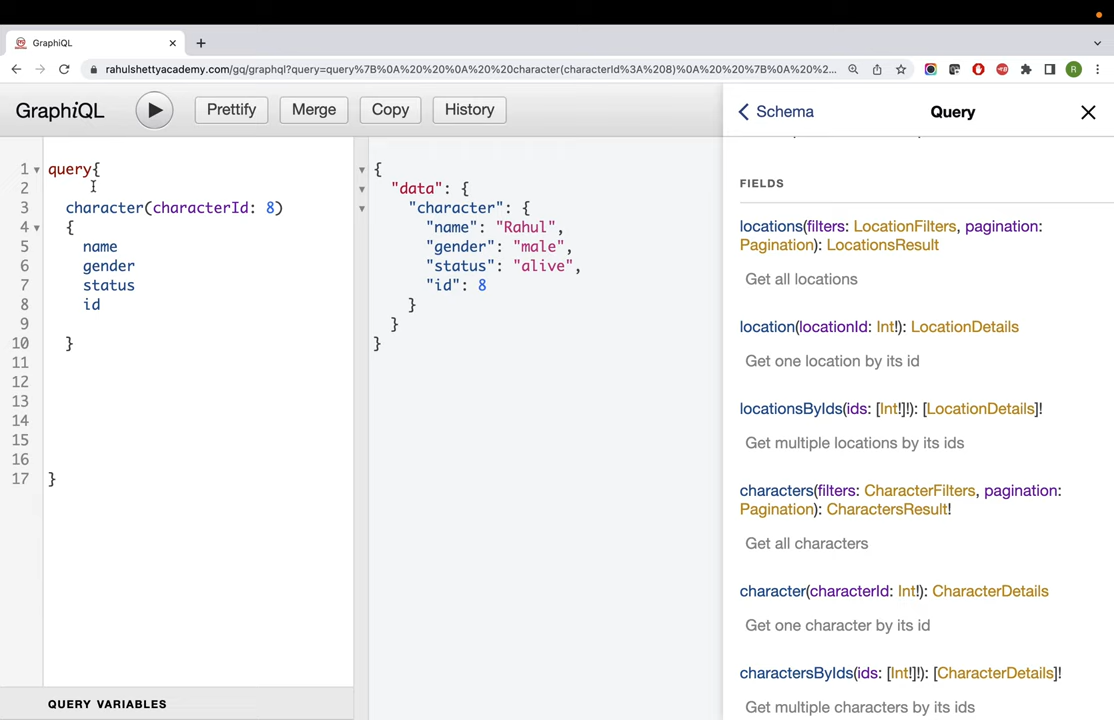 GraphiQL
rahulshettyacademy.com/gq/graphql?query=query%7B%0A%20%20%0A%20%20character(characterId%3A%208)%0A%20%20%7B%0A%20%2...
R
GraphiQL
Prettify
Merge
Copy
History
Schema
Query
1 query{
2
3 character(characterId: 8)
4 {
5 name
6 gender
7 status
8 id
9
10 }
11
12
13
14
15
16
17 }
QUERY VARIABLES
{
"data": {
"character": {
"name": "Rahul",
"gender": "male",
"status": "alive",
"id": 8
}
}
}
FIELDS
locations(filters: LocationFilters, pagination:
Pagination): LocationsResult
Get all locations
location(locationId: Int!): LocationDetails
Get one location by its id
locationsByIds(ids: [Int!]!): [LocationDetails]!
Get multiple locations by its ids
characters(filters: CharacterFilters, pagination:
Pagination): CharactersResult!
Get all characters
character(characterId: Int!): CharacterDetails
Get one character by its id
charactersByIds(ids: [Int!]!): [CharacterDetails]!
Get multiple characters by its ids